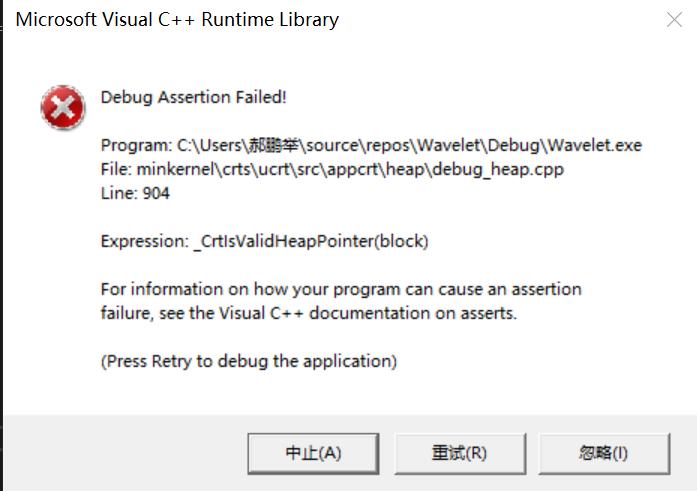 Microsoft Visual C++ Runtime Library
Debug Assertion Failed!
Program: C:\Users\郝鹏举\source\repos\Wavelet\Debug\Wavelet.exe
File: minkernel\crts\ucrt\src\appcrt\heap\debug_heap.cpp
Line: 904
Expression: _CrtIsValidHeapPointer(block)
For information on how your program can cause an assertion
failure, see the Visual C++ documentation on asserts.
(Press Retry to debug the application)
中止(A)
重试(R)
忽略(I)